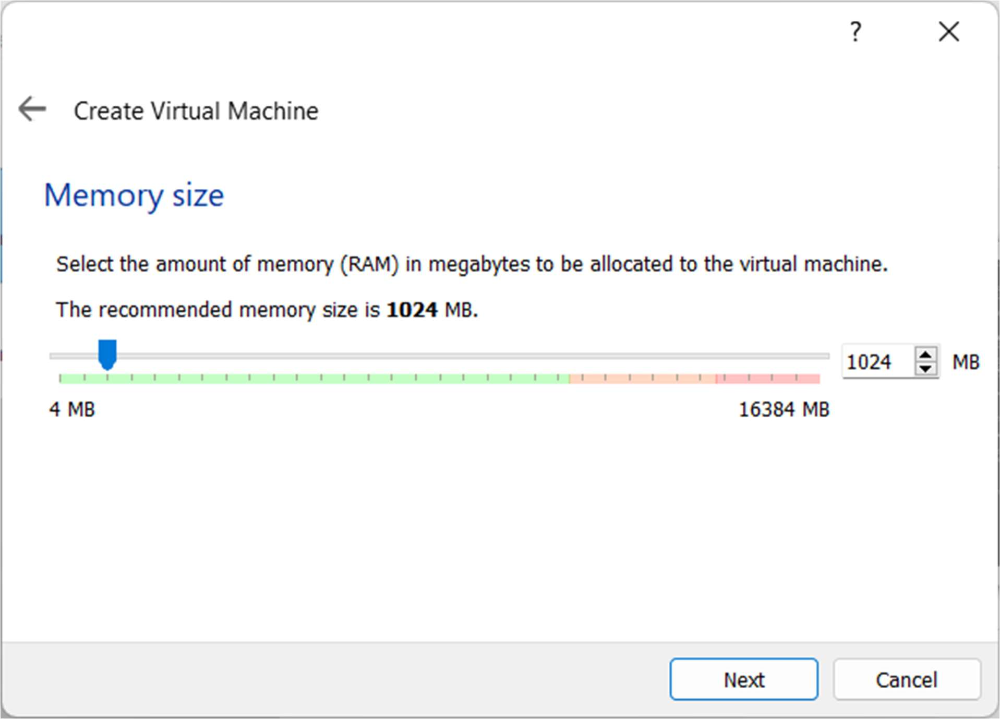 ?
Create Virtual Machine
Memory size
Select the amount of memory (RAM) in megabytes to be allocated to the virtual machine.
The recommended memory size is 1024 MB.
1024 MB
4 MB 16384 MB
Next Cancel